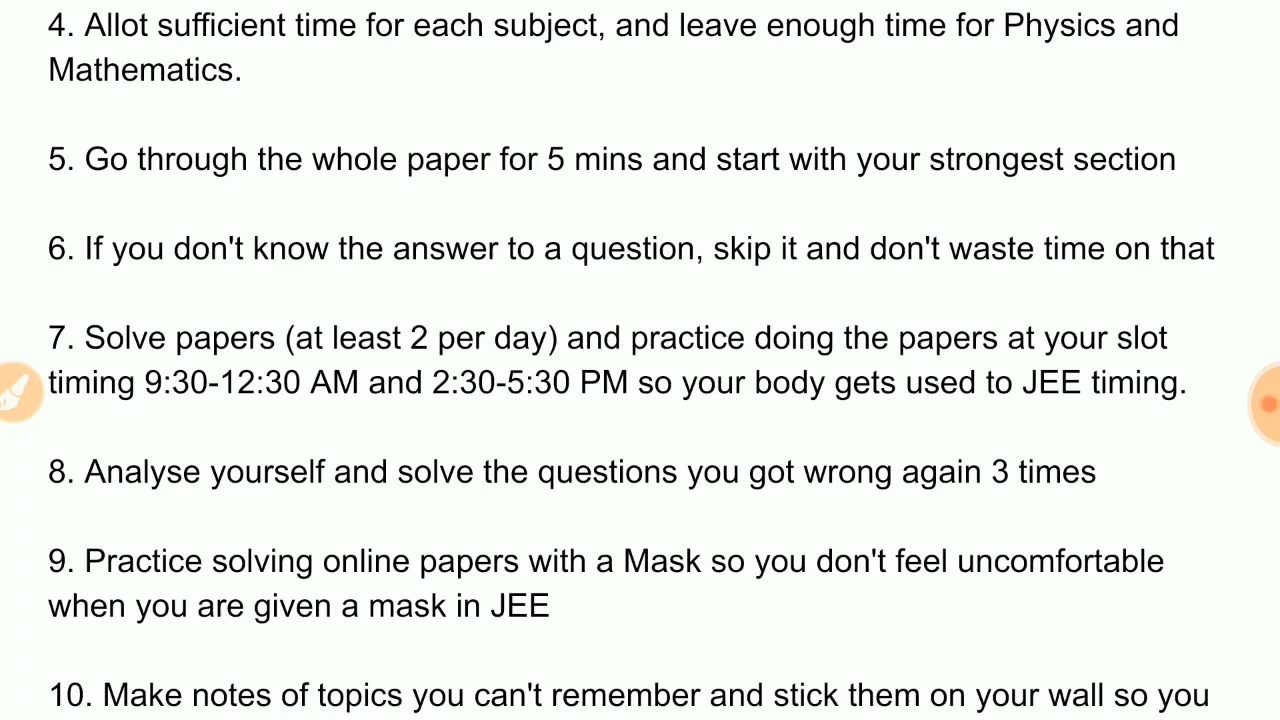 4. Allot sufficient time for each subject, and leave enough time for Physics and
Mathematics.
5. Go through the whole paper for 5 mins and start with your strongest section
6. If you don't know the answer to a question, skip it and don't waste time on that
7. Solve papers (at least 2 per day) and practice doing the papers at your slot
timing 9:30-12:30 AM and 2:30-5:30 PM so your body gets used to JEE timing.
8. Analyse yourself and solve the questions you got wrong again 3 times
9. Practice solving online papers with a Mask so you don't feel uncomfortable
when you are given a mask in JEE
10. Make notes of topics you can't remember and stick them on your wall so you